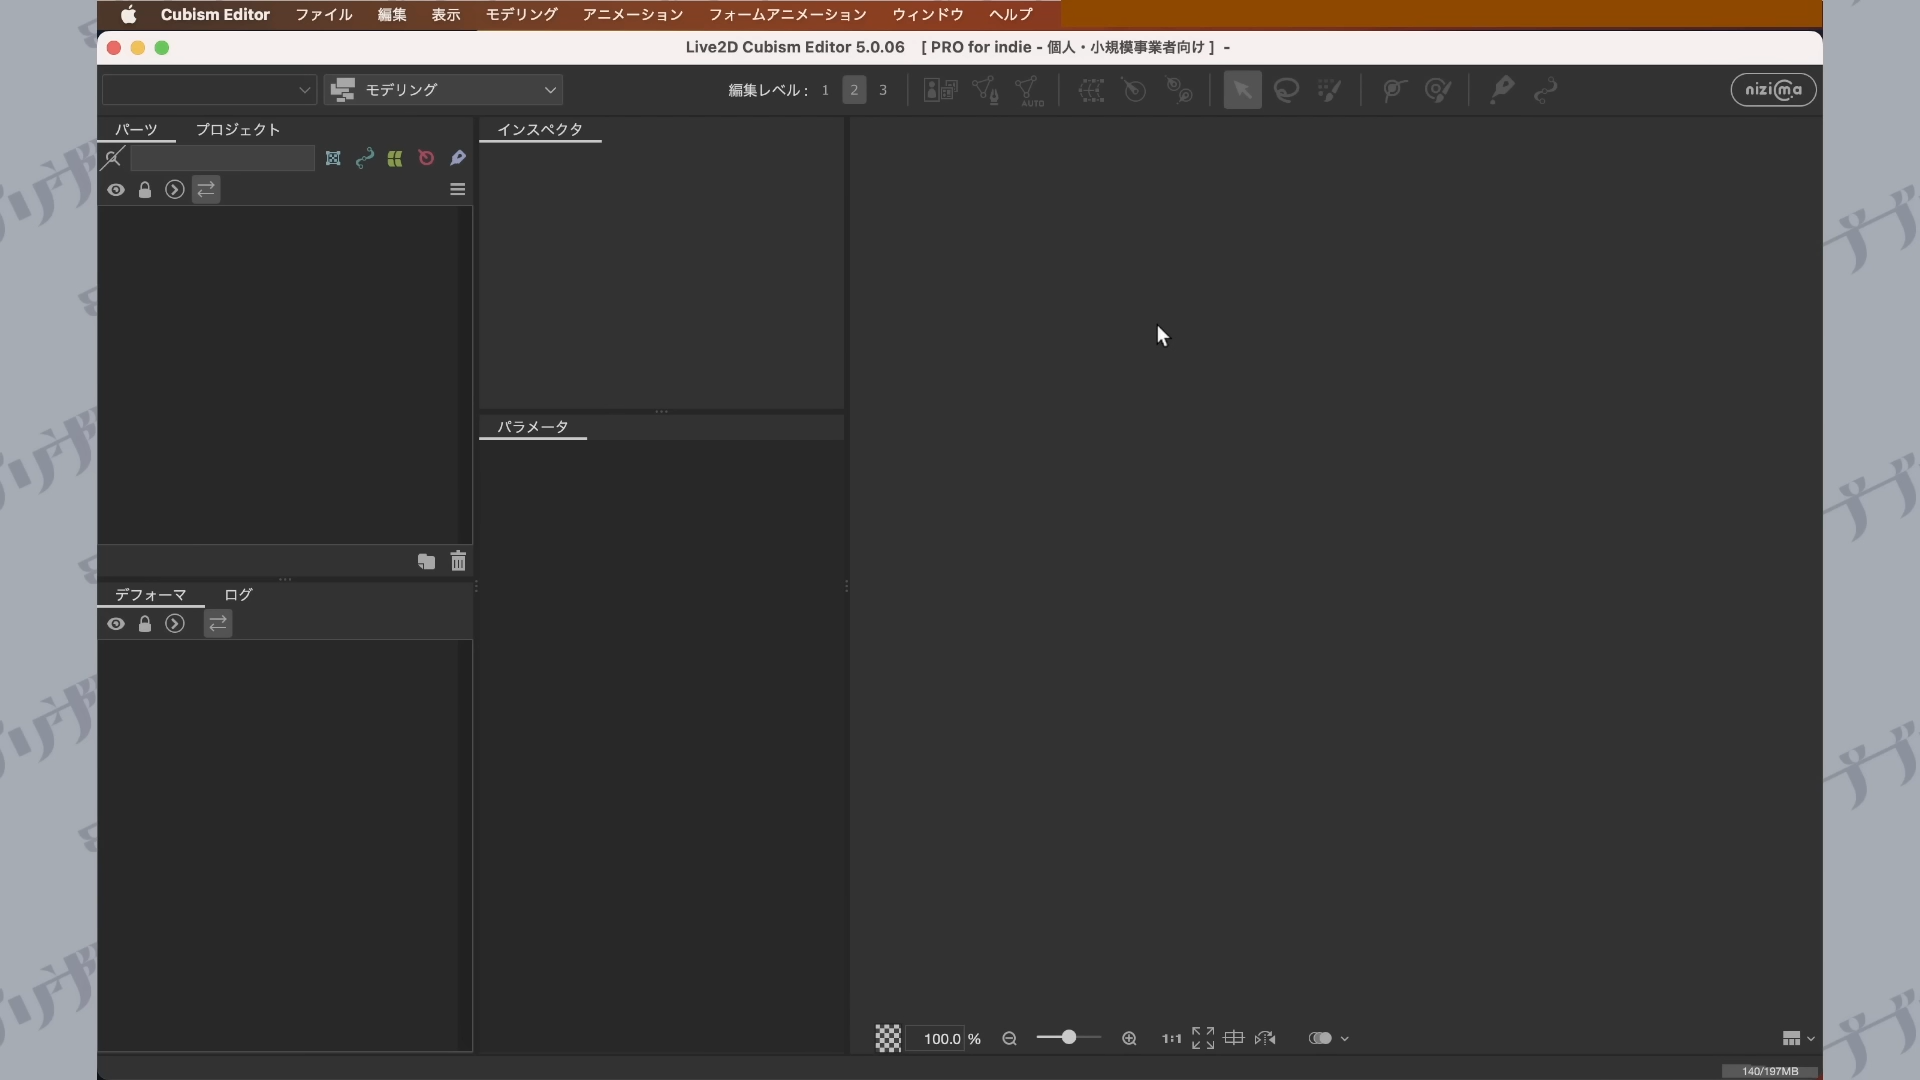 Cubism Editor ファイル 編集 表示 モデリング アニメーション フォームアニメーション ウィンドウ ヘルプ
Live2D Cubism Editor 5.0.06 [ PRO for indie - 個人・小規模事業者向け ] -
モデリング 編集レベル : 1 2 3 AUTO nizima
パーツ プロジェクト インスペクタ
パラメータ
デフォーマ ログ
100.0 % 1:1
140/197MB